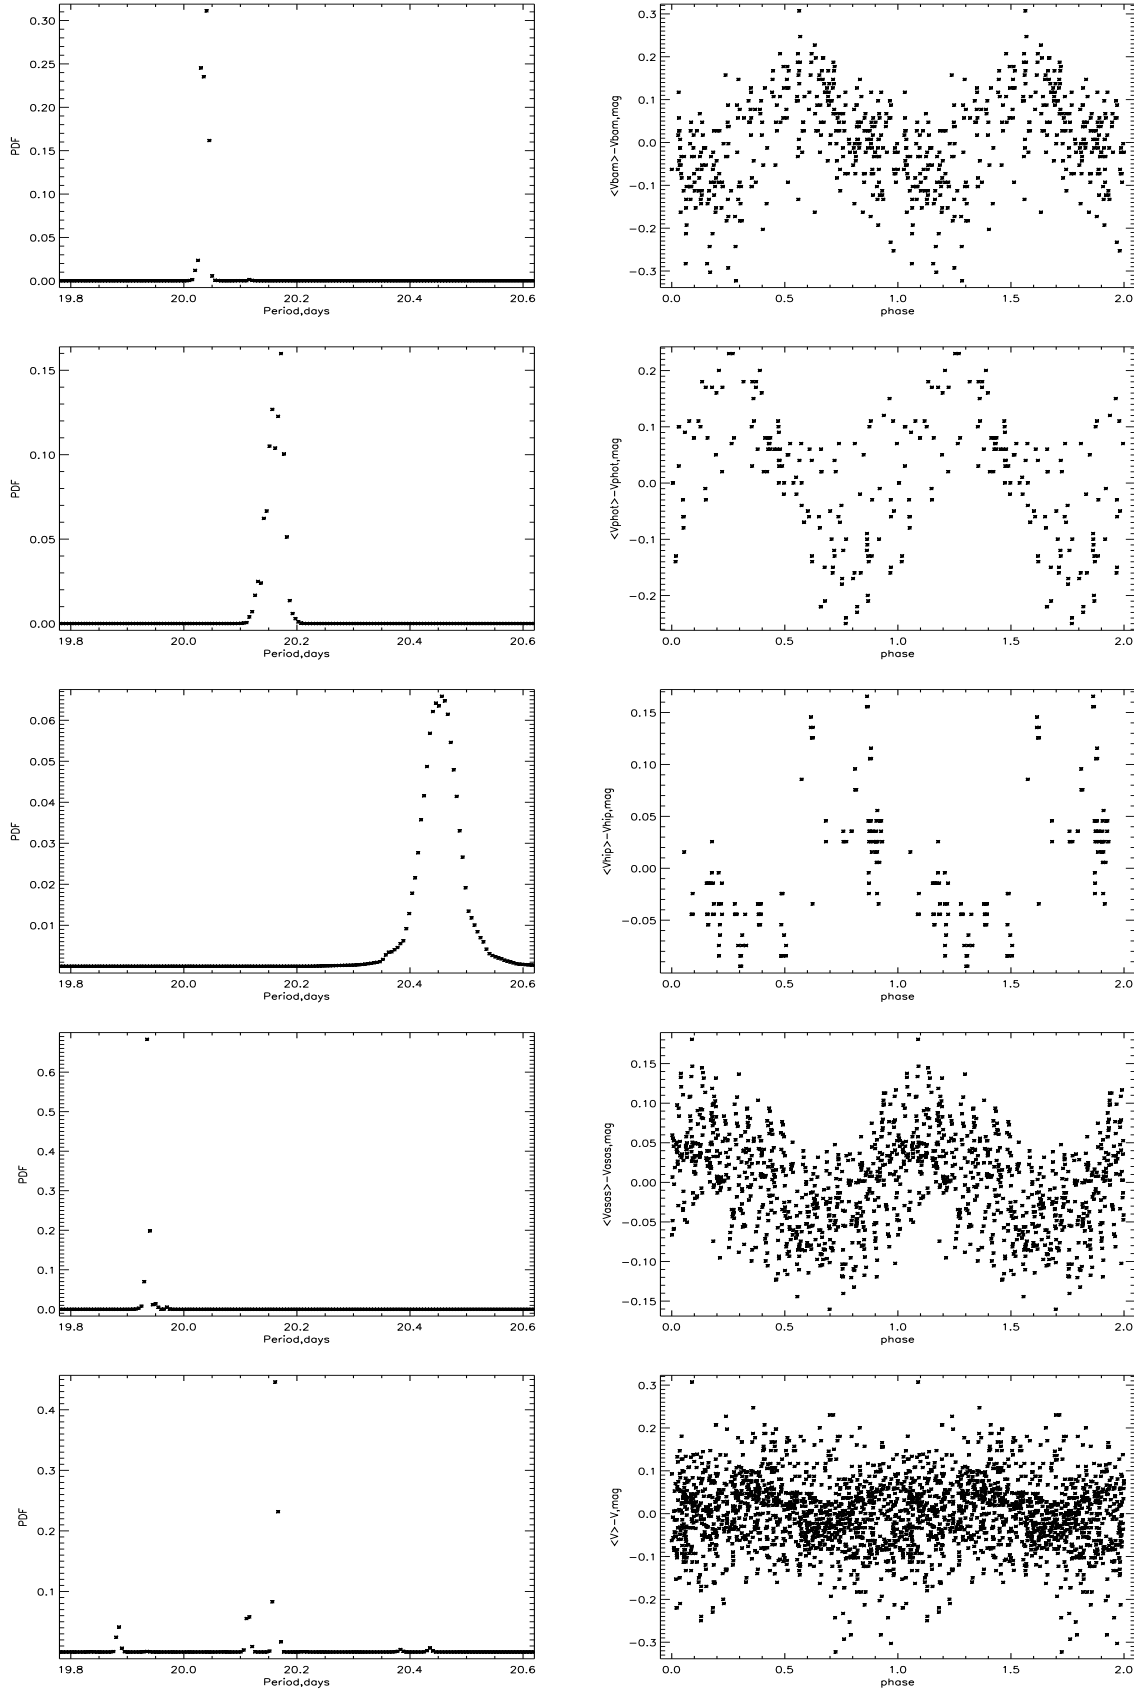 0.30
0.25
0.20
0.15
0.10
0.05
0.00
PDF
19.8 20.0 20.2 20.4 20.6
Period,days
0.3
0.2
0.1
0.0
−0.1
−0.2
−0.3
<Vbam>−Vbam,mag
0.0 0.5 1.0 1.5 2.0
phase
0.15
0.10
0.05
0.00
PDF
19.8 20.0 20.2 20.4 20.6
Period,days
0.2
0.1
0.0
−0.1
−0.2
<Vphot>−Vphot,mag
0.0 0.5 1.0 1.5 2.0
phase
0.06
0.05
0.04
0.03
0.02
0.01
PDF
19.8 20.0 20.2 20.4 20.6
Period,days
0.15
0.10
0.05
0.00
−0.05
<Vhip>−Vhip,mag
0.0 0.5 1.0 1.5 2.0
phase
0.6
0.5
0.4
0.3
0.2
0.1
0.0
PDF
19.8 20.0 20.2 20.4 20.6
Period,days
0.15
0.10
0.05
0.00
−0.05
−0.10
−0.15
<Vasas>−Vasas,mag
0.0 0.5 1.0 1.5 2.0
phase
0.4
0.3
0.2
0.1
PDF
19.8 20.0 20.2 20.4 20.6
Period,days
0.3
0.2
0.1
0.0
−0.1
−0.2
−0.3
<V>−V,mag
0.0 0.5 1.0 1.5 2.0
phase